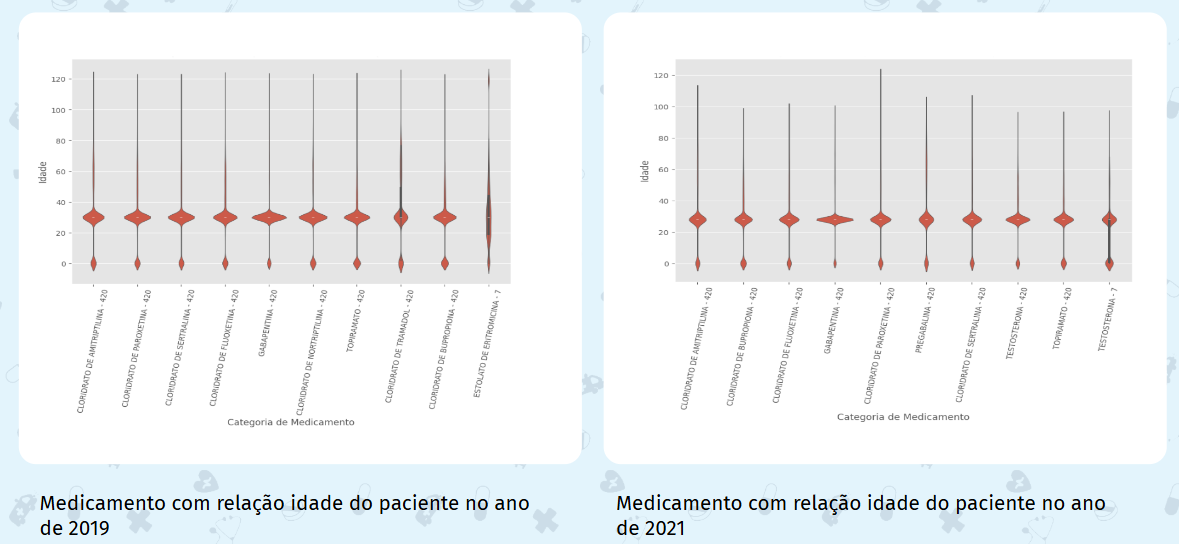 120
100
80
60
40
20
0
Idade
CLORIDRATO DE AMITRIPTILINA - 420
CLORIDRATO DE PAROXETINA - 420
CLORIDRATO DE SERTRALINA - 420
CLORIDRATO DE FLUOXETINA - 420
GABAPENTINA - 420
CLORIDRATO DE NORTRIPTILINA - 420
TOPIRAMATO - 420
CLORIDRATO DE TRAMADOL - 420
CLORIDRATO DE BUPROPIONA - 420
ESTOLATO DE ERITROMICINA - 7
Categoria de Medicamento
Medicamento com relação idade do paciente no ano
de 2019
120
100
80
60
40
20
0
Idade
CLORIDRATO DE AMITRIPTILINA - 420
CLORIDRATO DE BUPROPIONA - 420
CLORIDRATO DE FLUOXETINA - 420
GABAPENTINA - 420
CLORIDRATO DE PAROXETINA - 420
PREGABALINA - 420
CLORIDRATO DE SERTRALINA - 420
TESTOSTERONA - 420
TOPIRAMATO - 420
TESTOSTERONA - 7
Categoria de Medicamento
Medicamento com relação idade do paciente no ano
de 2021